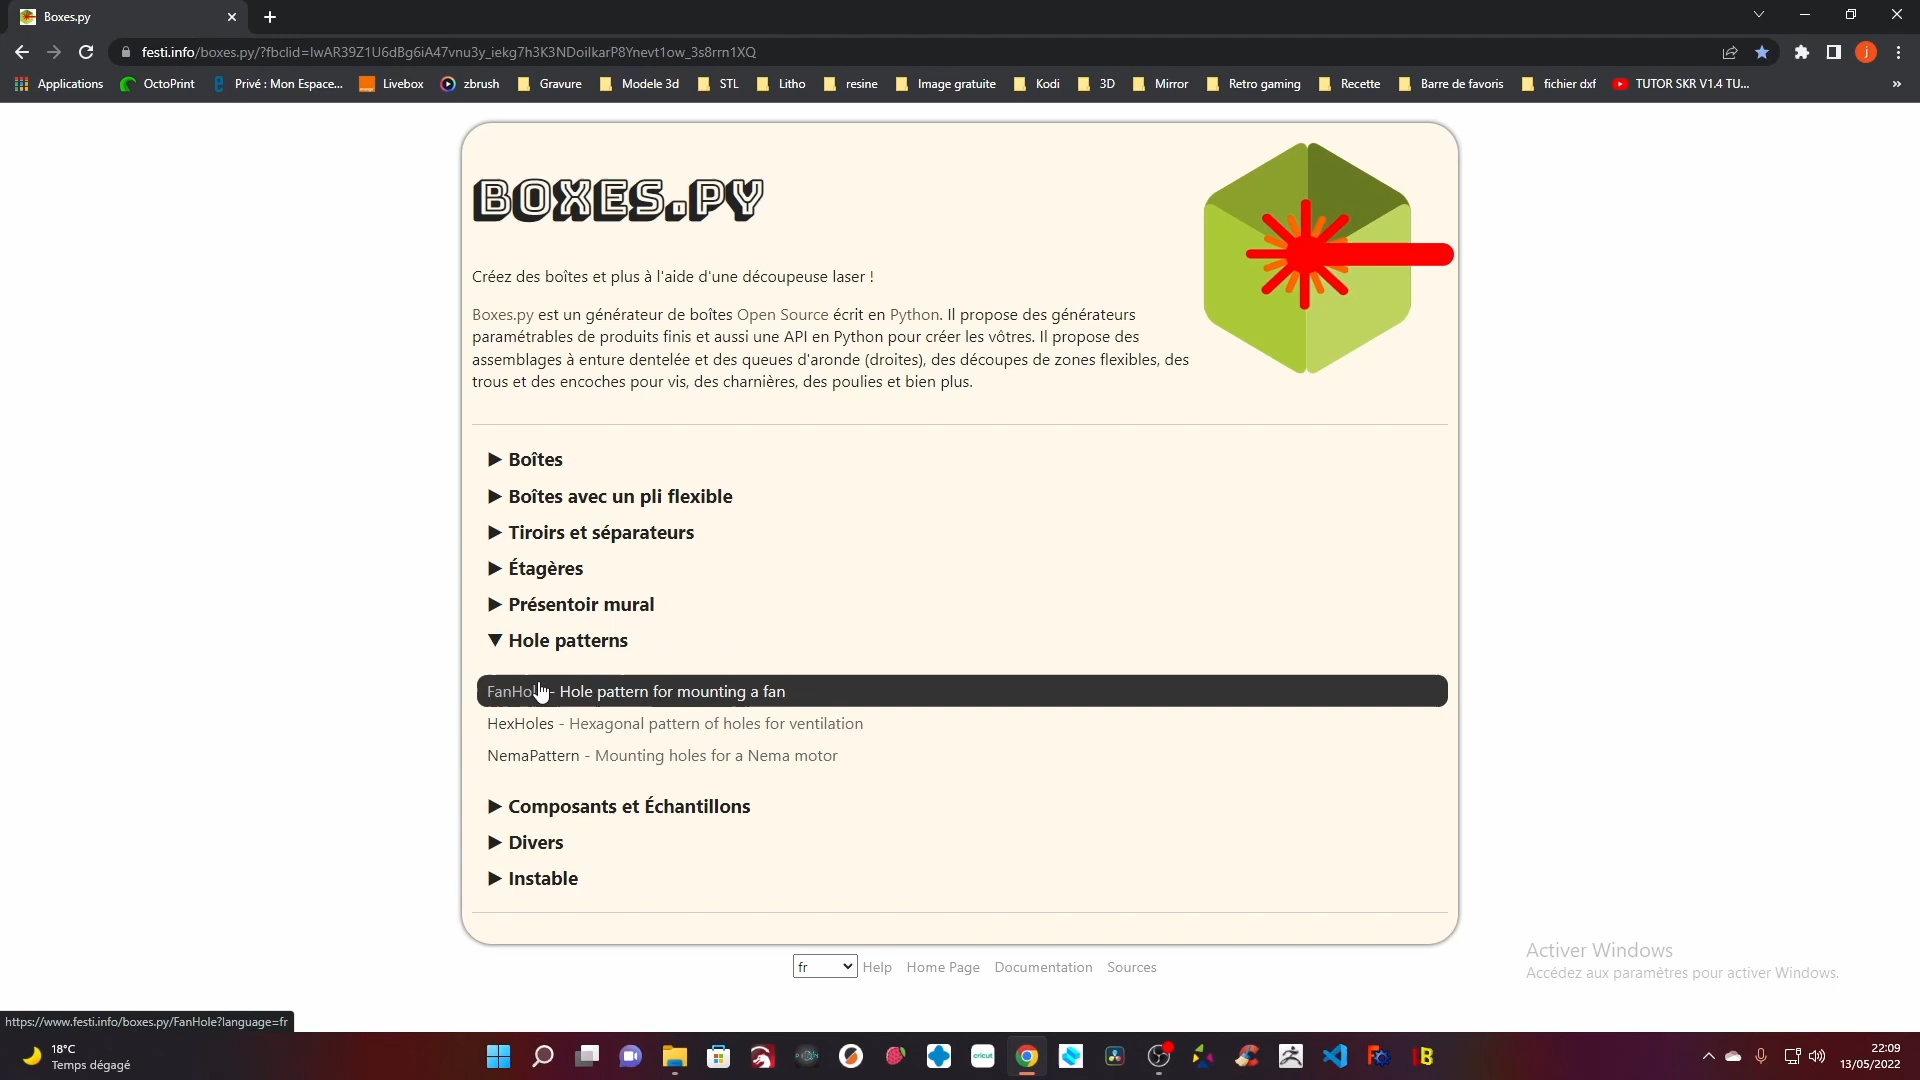 Boxes.py
festi.info/boxes.py/?fbclid=IwAR39Z1U6dBg6iA47vnu3y_iekg7h3K3NDoilkarP8Ynevt1ow_3s8rrn1XQ
j
Applications OctoPrint Privé : Mon Espace... Livebox zbrush Gravure Modele 3d STL Litho resine Image gratuite Kodi 3D Mirror Retro gaming Recette Barre de favoris fichier dxf TUTOR SKR V1.4 TU... »
BOXES.PY
Créez des boîtes et plus à l'aide d'une découpeuse laser !
Boxes.py est un générateur de boîtes Open Source écrit en Python. Il propose des générateurs
paramétrables de produits finis et aussi une API en Python pour créer les vôtres. Il propose des
assemblages à enture dentelée et des queues d'aronde (droites), des découpes de zones flexibles, des
trous et des encoches pour vis, des charnières, des poulies et bien plus.
▶ Boîtes
▶ Boîtes avec un pli flexible
▶ Tiroirs et séparateurs
▶ Étagères
▶ Présentoir mural
▼ Hole patterns
FanHol - Hole pattern for mounting a fan
HexHoles - Hexagonal pattern of holes for ventilation
NemaPattern - Mounting holes for a Nema motor
▶ Composants et Échantillons
▶ Divers
▶ Instable
fr Help Home Page Documentation Sources
Activer Windows
Accédez aux paramètres pour activer Windows.
https://www.festi.info/boxes.py/FanHole?language=fr
18°C
Temps dégagé
cricut
22:09
13/05/2022